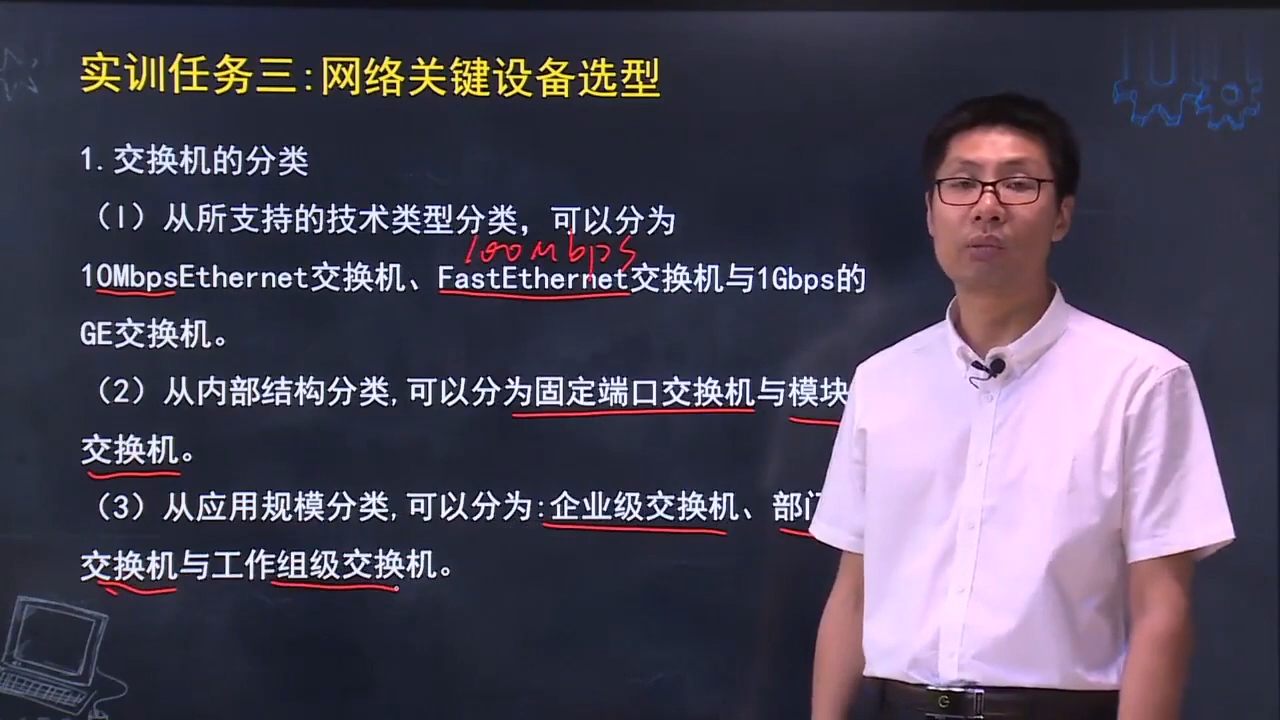 实训任务三:网络关键设备选型
1.交换机的分类
（l）从所支持的技术类型分类，可以分为
100Mbps
10MbpsEthernet交换机、FastEthernet交换机与1Gbps的
GE交换机。
（2）从内部结构分类,可以分为固定端口交换机与模块
交换机。
（3）从应用规模分类,可以分为:企业级交换机、部门
交换机与工作组级交换机。